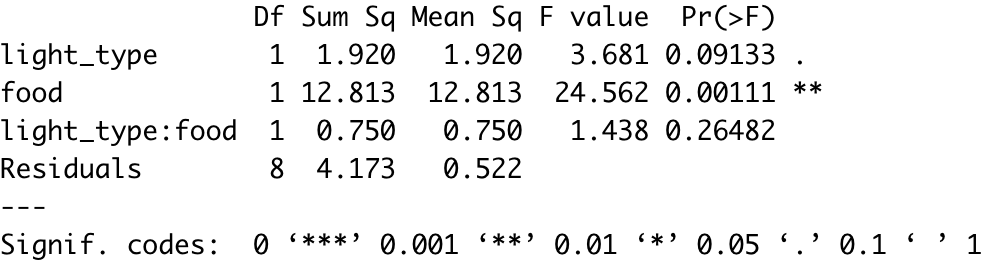 Df Sum Sq Mean Sq F value Pr(>F)
light_type 1 1.920 1.920 3.681 0.09133 .
food 1 12.813 12.813 24.562 0.00111 **
light_type:food 1 0.750 0.750 1.438 0.26482
Residuals 8 4.173 0.522
---
Signif. codes: 0 ‘***’ 0.001 ‘**’ 0.01 ‘*’ 0.05 ‘.’ 0.1 ‘ ’ 1